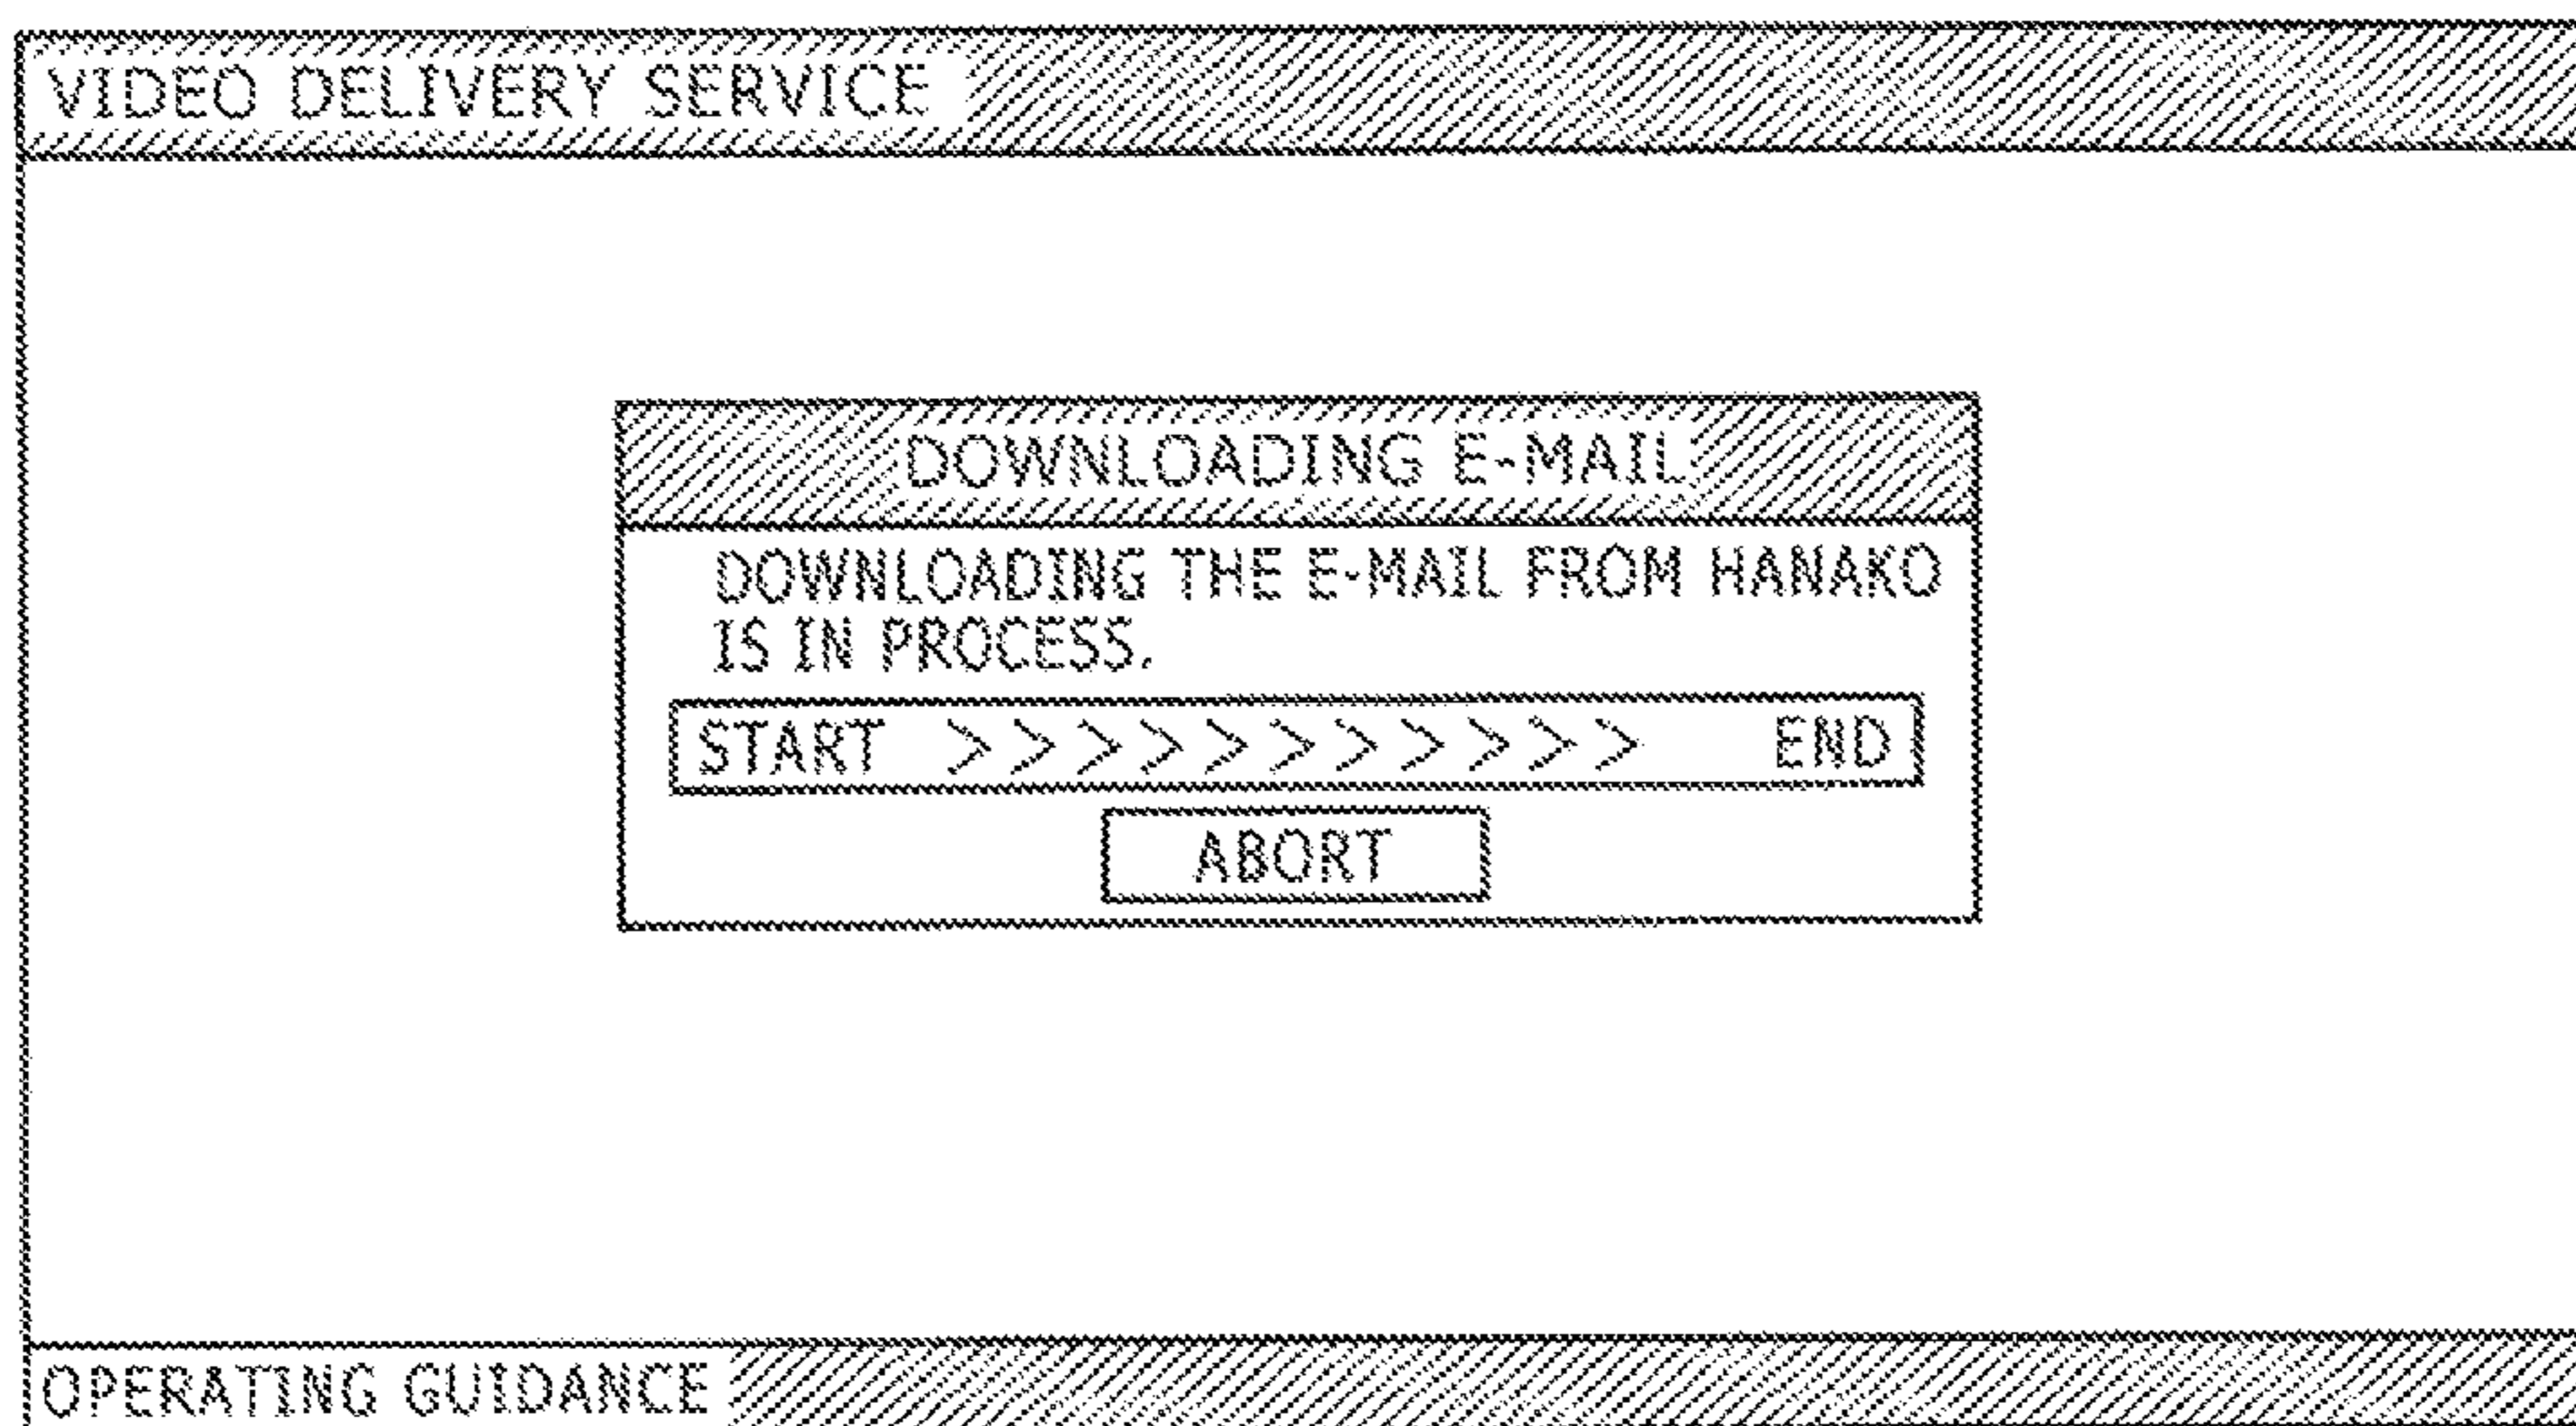 VIDEO DELIVERY SERVICE
DOWNLOADING E-MAIL
DOWNLOADING THE E-MAIL FROM HANAKO
IS IN PROCESS.
START >>>>>>>>>>> END
ABORT
OPERATING GUIDANCE